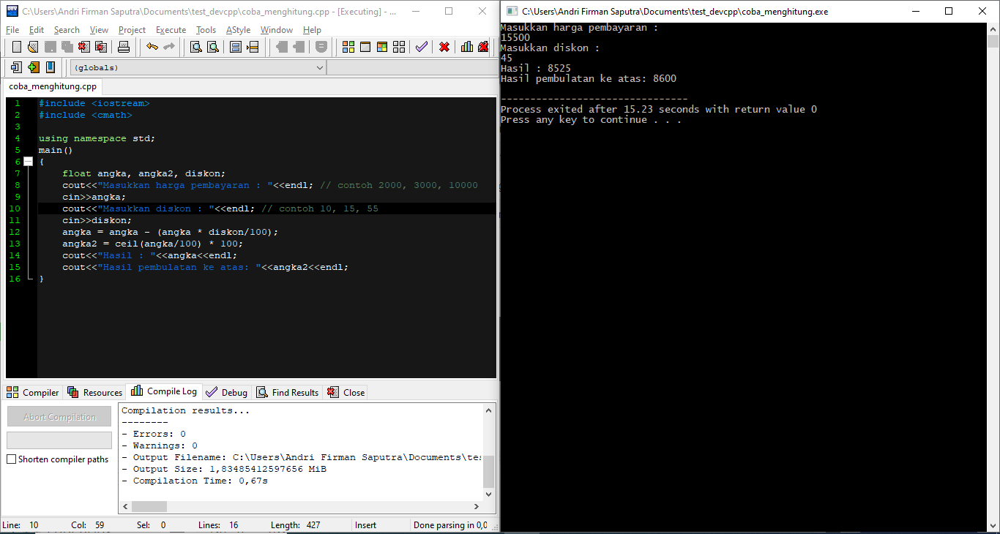 C:\Users\Andri Firman Saputra\Documents\test_devcpp\coba_menghitung.cpp - [Executing] - ...
File Edit Search View Project Execute Tools AStyle Window Help
(globals)
coba_menghitung.cpp
1 #include <iostream>
2 #include <cmath>
3
4 using namespace std;
5 main()
6 {
7 float angka, angka2, diskon;
8 cout<<"Masukkan harga pembayaran : "<<endl; // contoh 2000, 3000, 10000
9 cin>>angka;
10 cout<<"Masukkan diskon : "<<endl; // contoh 10, 15, 55
11 cin>>diskon;
12 angka = angka - (angka * diskon/100);
13 angka2 = ceil(angka/100) * 100;
14 cout<<"Hasil : "<<angka<<endl;
15 cout<<"Hasil pembulatan ke atas: "<<angka2<<endl;
16 }
Compiler Resources Compile Log Debug Find Results Close
Abort Compilation
Shorten compiler paths
Compilation results...
--------
- Errors: 0
- Warnings: 0
- Output Filename: C:\Users\Andri Firman Saputra\Documents\tes
- Output Size: 1,83485412597656 MiB
- Compilation Time: 0,67s
Line: 10 Col: 59 Sel: 0 Lines: 16 Length: 427 Insert Done parsing in 0,0
C:\Users\Andri Firman Saputra\Documents\test_devcpp\coba_menghitung.exe
Masukkan harga pembayaran :
15500
Masukkan diskon :
45
Hasil : 8525
Hasil pembulatan ke atas: 8600
--------------------------------
Process exited after 15.23 seconds with return value 0
Press any key to continue . . .